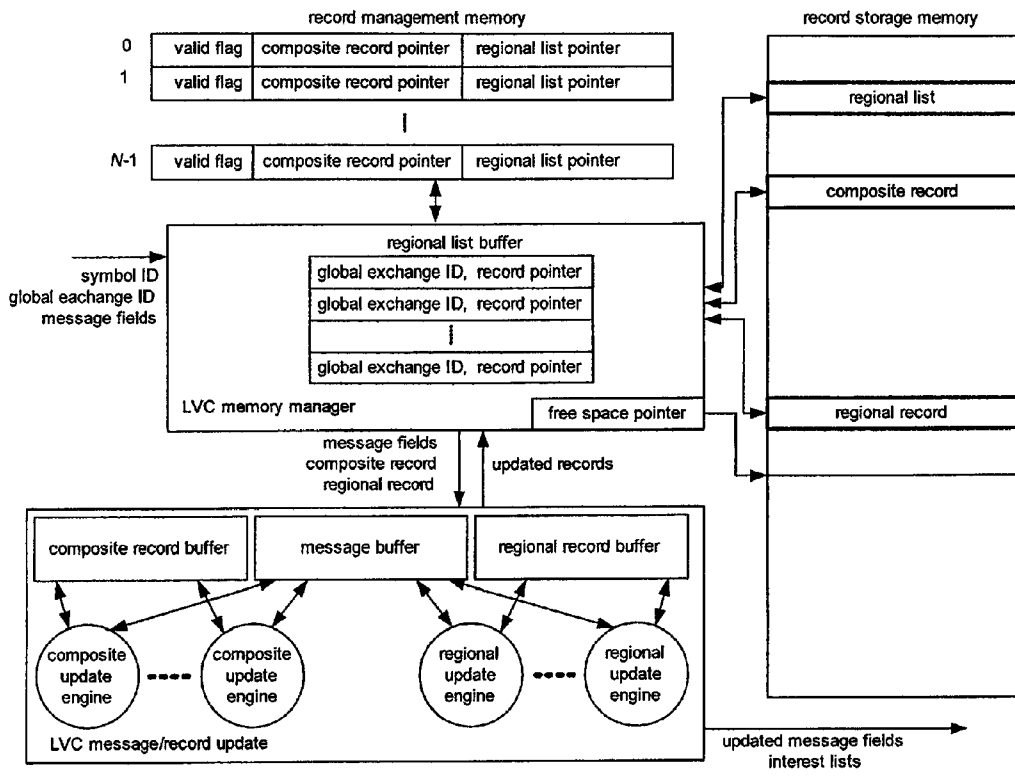 record management memory
record storage memory
0 valid flag composite record pointer regional list pointer
1 valid flag composite record pointer regional list pointer
N-1 valid flag composite record pointer regional list pointer
regional list
composite record
regional list buffer
global exchange ID, record pointer
global exchange ID, record pointer
global exchange ID, record pointer
symbol ID
global eachange ID
message fields
LVC memory manager
free space pointer
regional record
message fields
composite record
regional record
updated records
composite record buffer
message buffer
regional record buffer
composite
update
engine
composite
update
engine
regional
update
engine
regional
update
engine
LVC message/record update
updated message fields
interest lists